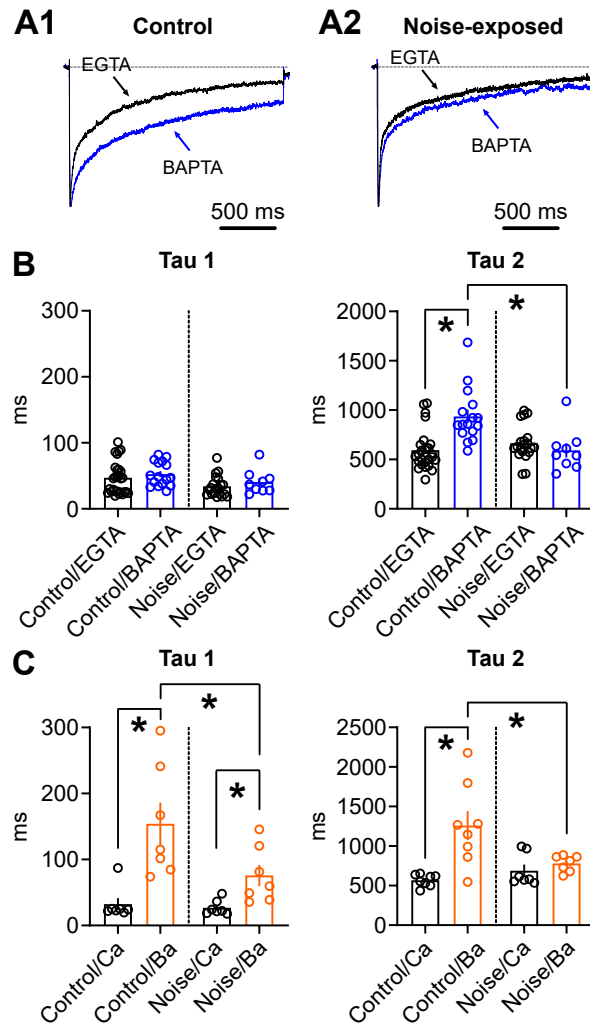 A1 Control A2 Noise-exposed
EGTA EGTA
BAPTA BAPTA
500 ms 500 ms
B Tau 1 Tau 2
300
200
100
0
ms
Control/EGTA
Control/BAPTA
Noise/EGTA
Noise/BAPTA
2000
1500
1000
500
0
ms
* *
Control/EGTA
Control/BAPTA
Noise/EGTA
Noise/BAPTA
C Tau 1 Tau 2
300
200
100
0
ms
* * *
Control/Ca
Control/Ba
Noise/Ca
Noise/Ba
2500
2000
1500
1000
500
0
ms
* *
Control/Ca
Control/Ba
Noise/Ca
Noise/Ba